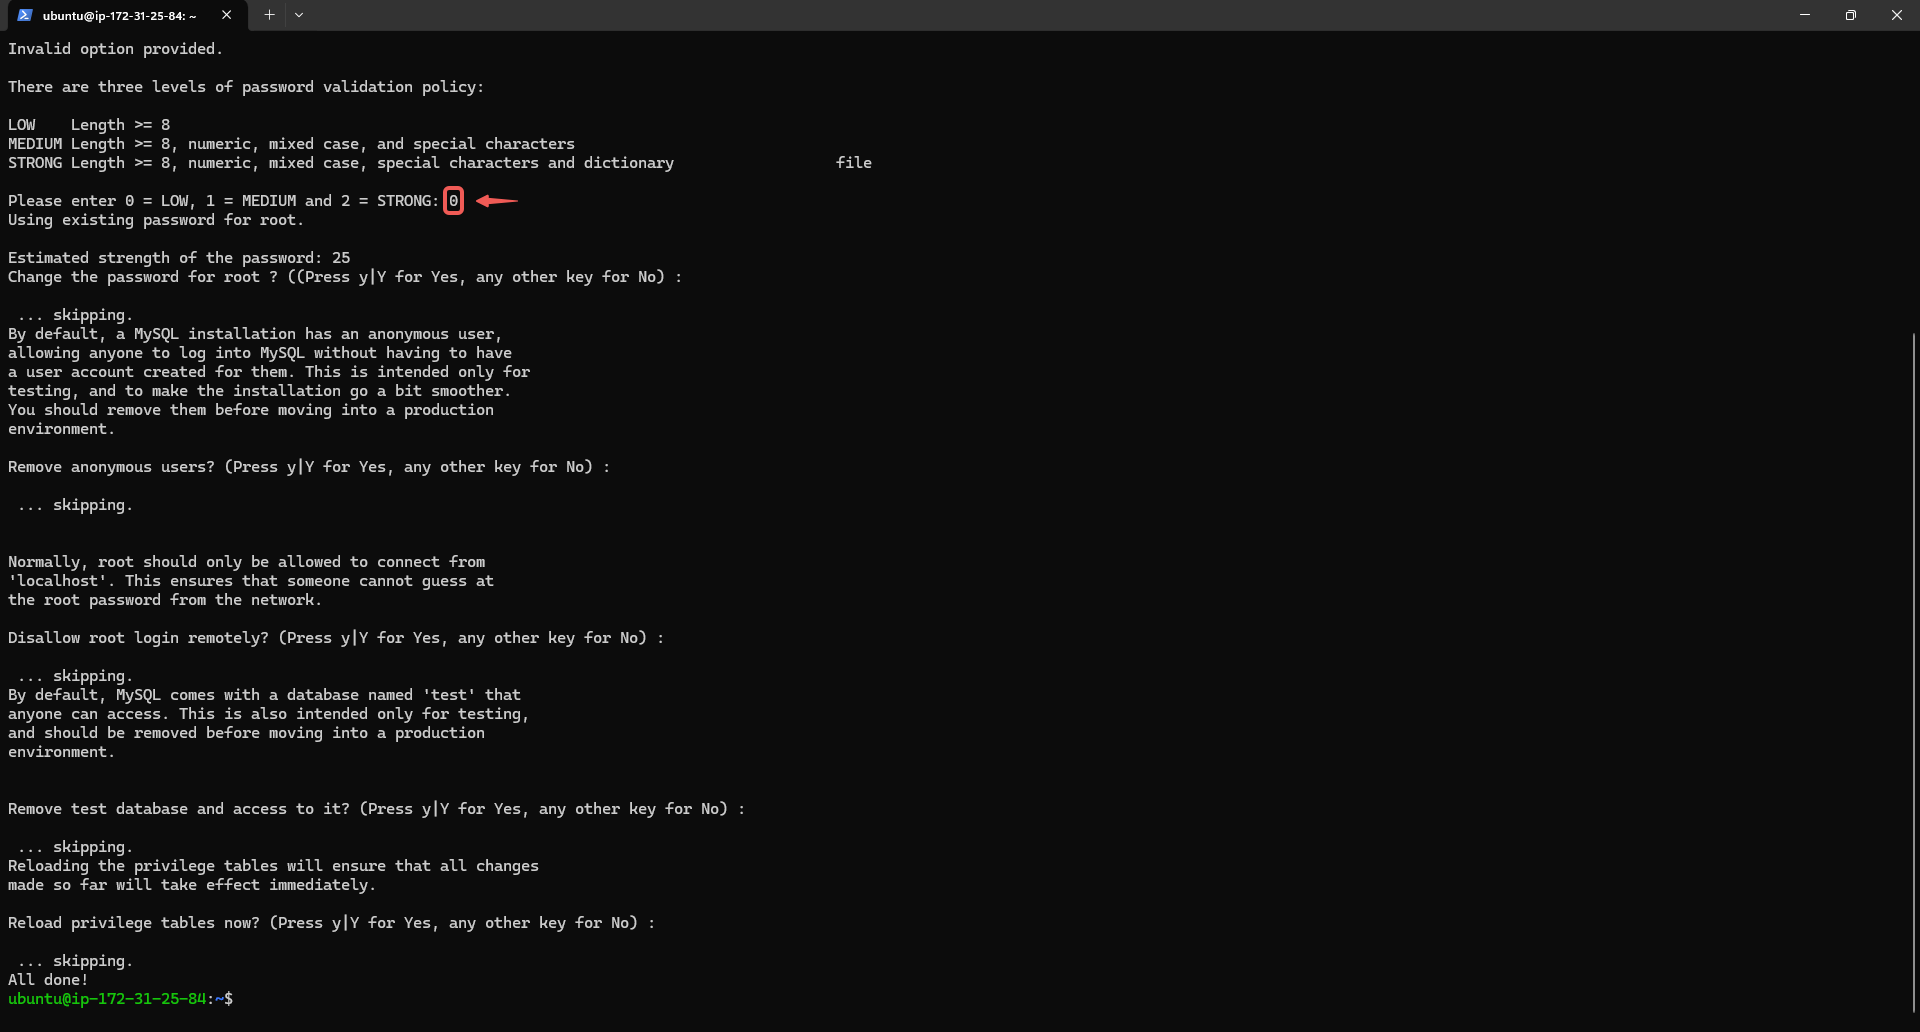 ubuntu@ip-172-31-25-84: ~
Invalid option provided.
There are three levels of password validation policy:
LOW    Length >= 8
MEDIUM Length >= 8, numeric, mixed case, and special characters
STRONG Length >= 8, numeric, mixed case, special characters and dictionary                  file
Please enter 0 = LOW, 1 = MEDIUM and 2 = STRONG: 0
Using existing password for root.
Estimated strength of the password: 25
Change the password for root ? ((Press y|Y for Yes, any other key for No) :
 ... skipping.
By default, a MySQL installation has an anonymous user,
allowing anyone to log into MySQL without having to have
a user account created for them. This is intended only for
testing, and to make the installation go a bit smoother.
You should remove them before moving into a production
environment.
Remove anonymous users? (Press y|Y for Yes, any other key for No) :
 ... skipping.
Normally, root should only be allowed to connect from
'localhost'. This ensures that someone cannot guess at
the root password from the network.
Disallow root login remotely? (Press y|Y for Yes, any other key for No) :
 ... skipping.
By default, MySQL comes with a database named 'test' that
anyone can access. This is also intended only for testing,
and should be removed before moving into a production
environment.
Remove test database and access to it? (Press y|Y for Yes, any other key for No) :
 ... skipping.
Reloading the privilege tables will ensure that all changes
made so far will take effect immediately.
Reload privilege tables now? (Press y|Y for Yes, any other key for No) :
 ... skipping.
All done!
ubuntu@ip-172-31-25-84:~$